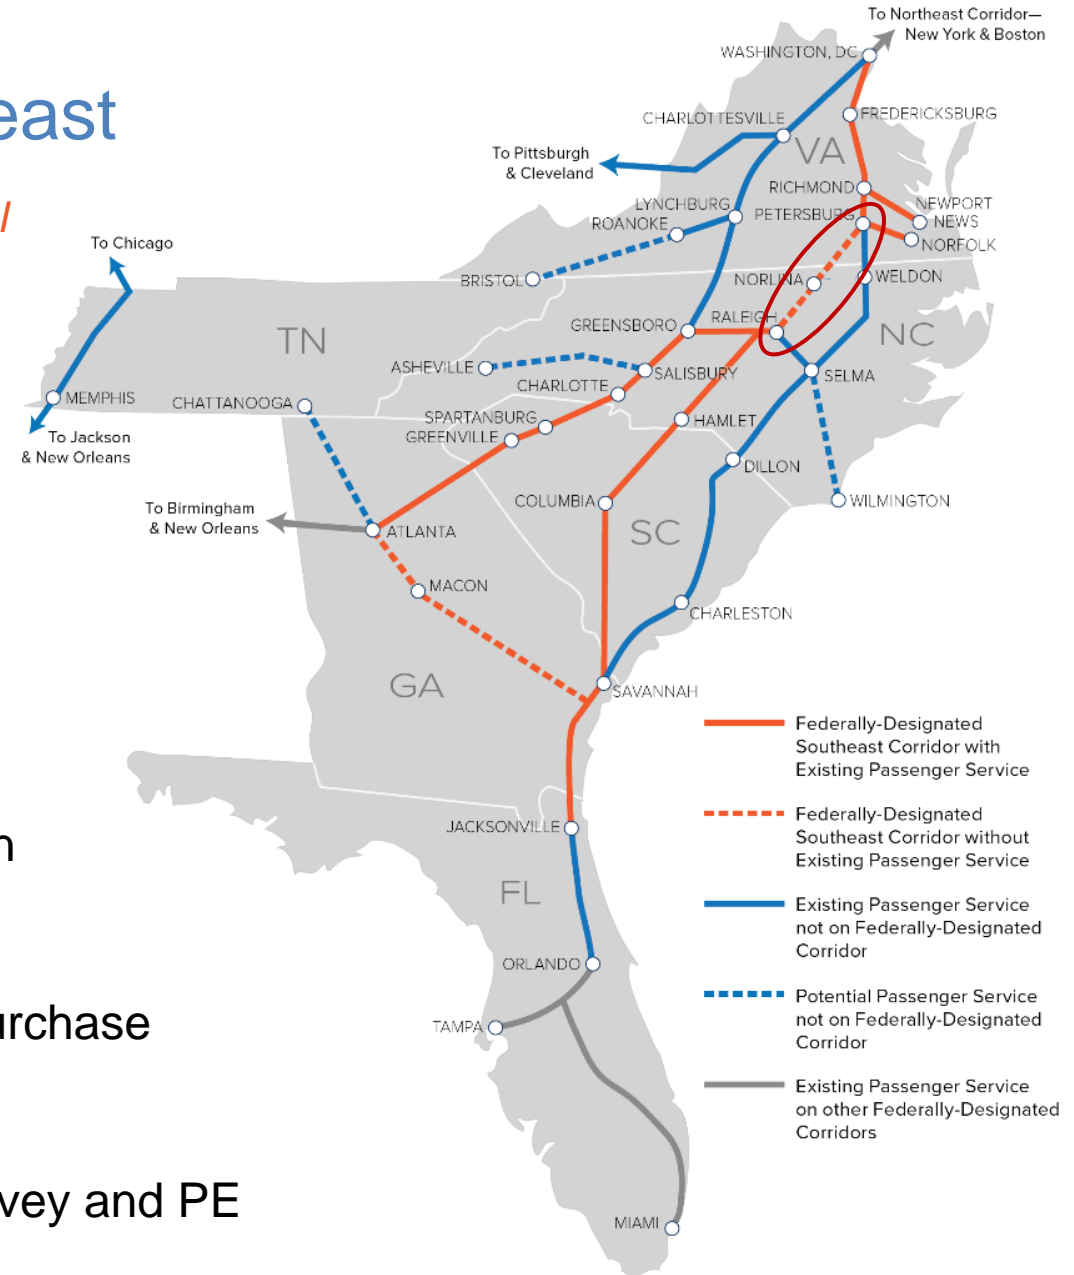 To Northeast Corridor—
New York & Boston
WASHINGTON, DC
east
CHARLOTTESVILLE
FREDERICKSBURG
VA
To Pittsburgh
& Cleveland
RICHMOND
LYNCHBURG
PETERSBURG
NEWPORT
NEWS
/
ROANOKE
NORFOLK
To Chicago
BRISTOL
NORLINA
WELDON
RALEIGH
GREENSBORO
NC
TN
ASHEVILLE
SALISBURY
SELMA
CHARLOTTE
MEMPHIS
CHATTANOOGA
SPARTANBURG
GREENVILLE
HAMLET
To Jackson
& New Orleans
DILLON
COLUMBIA
WILMINGTON
To Birmingham
& New Orleans
ATLANTA
SC
MACON
CHARLESTON
GA
SAVANNAH
Federally-Designated
Southeast Corridor with
Existing Passenger Service
Federally-Designated
Southeast Corridor without
Existing Passenger Service
JACKSONVILLE
FL
Existing Passenger Service
not on Federally-Designated
Corridor
ORLANDO
Potential Passenger Service
not on Federally-Designated
Corridor
urchase
TAMPA
Existing Passenger Service
on other Federally-Designated
Corridors
vey and PE
MIAMI